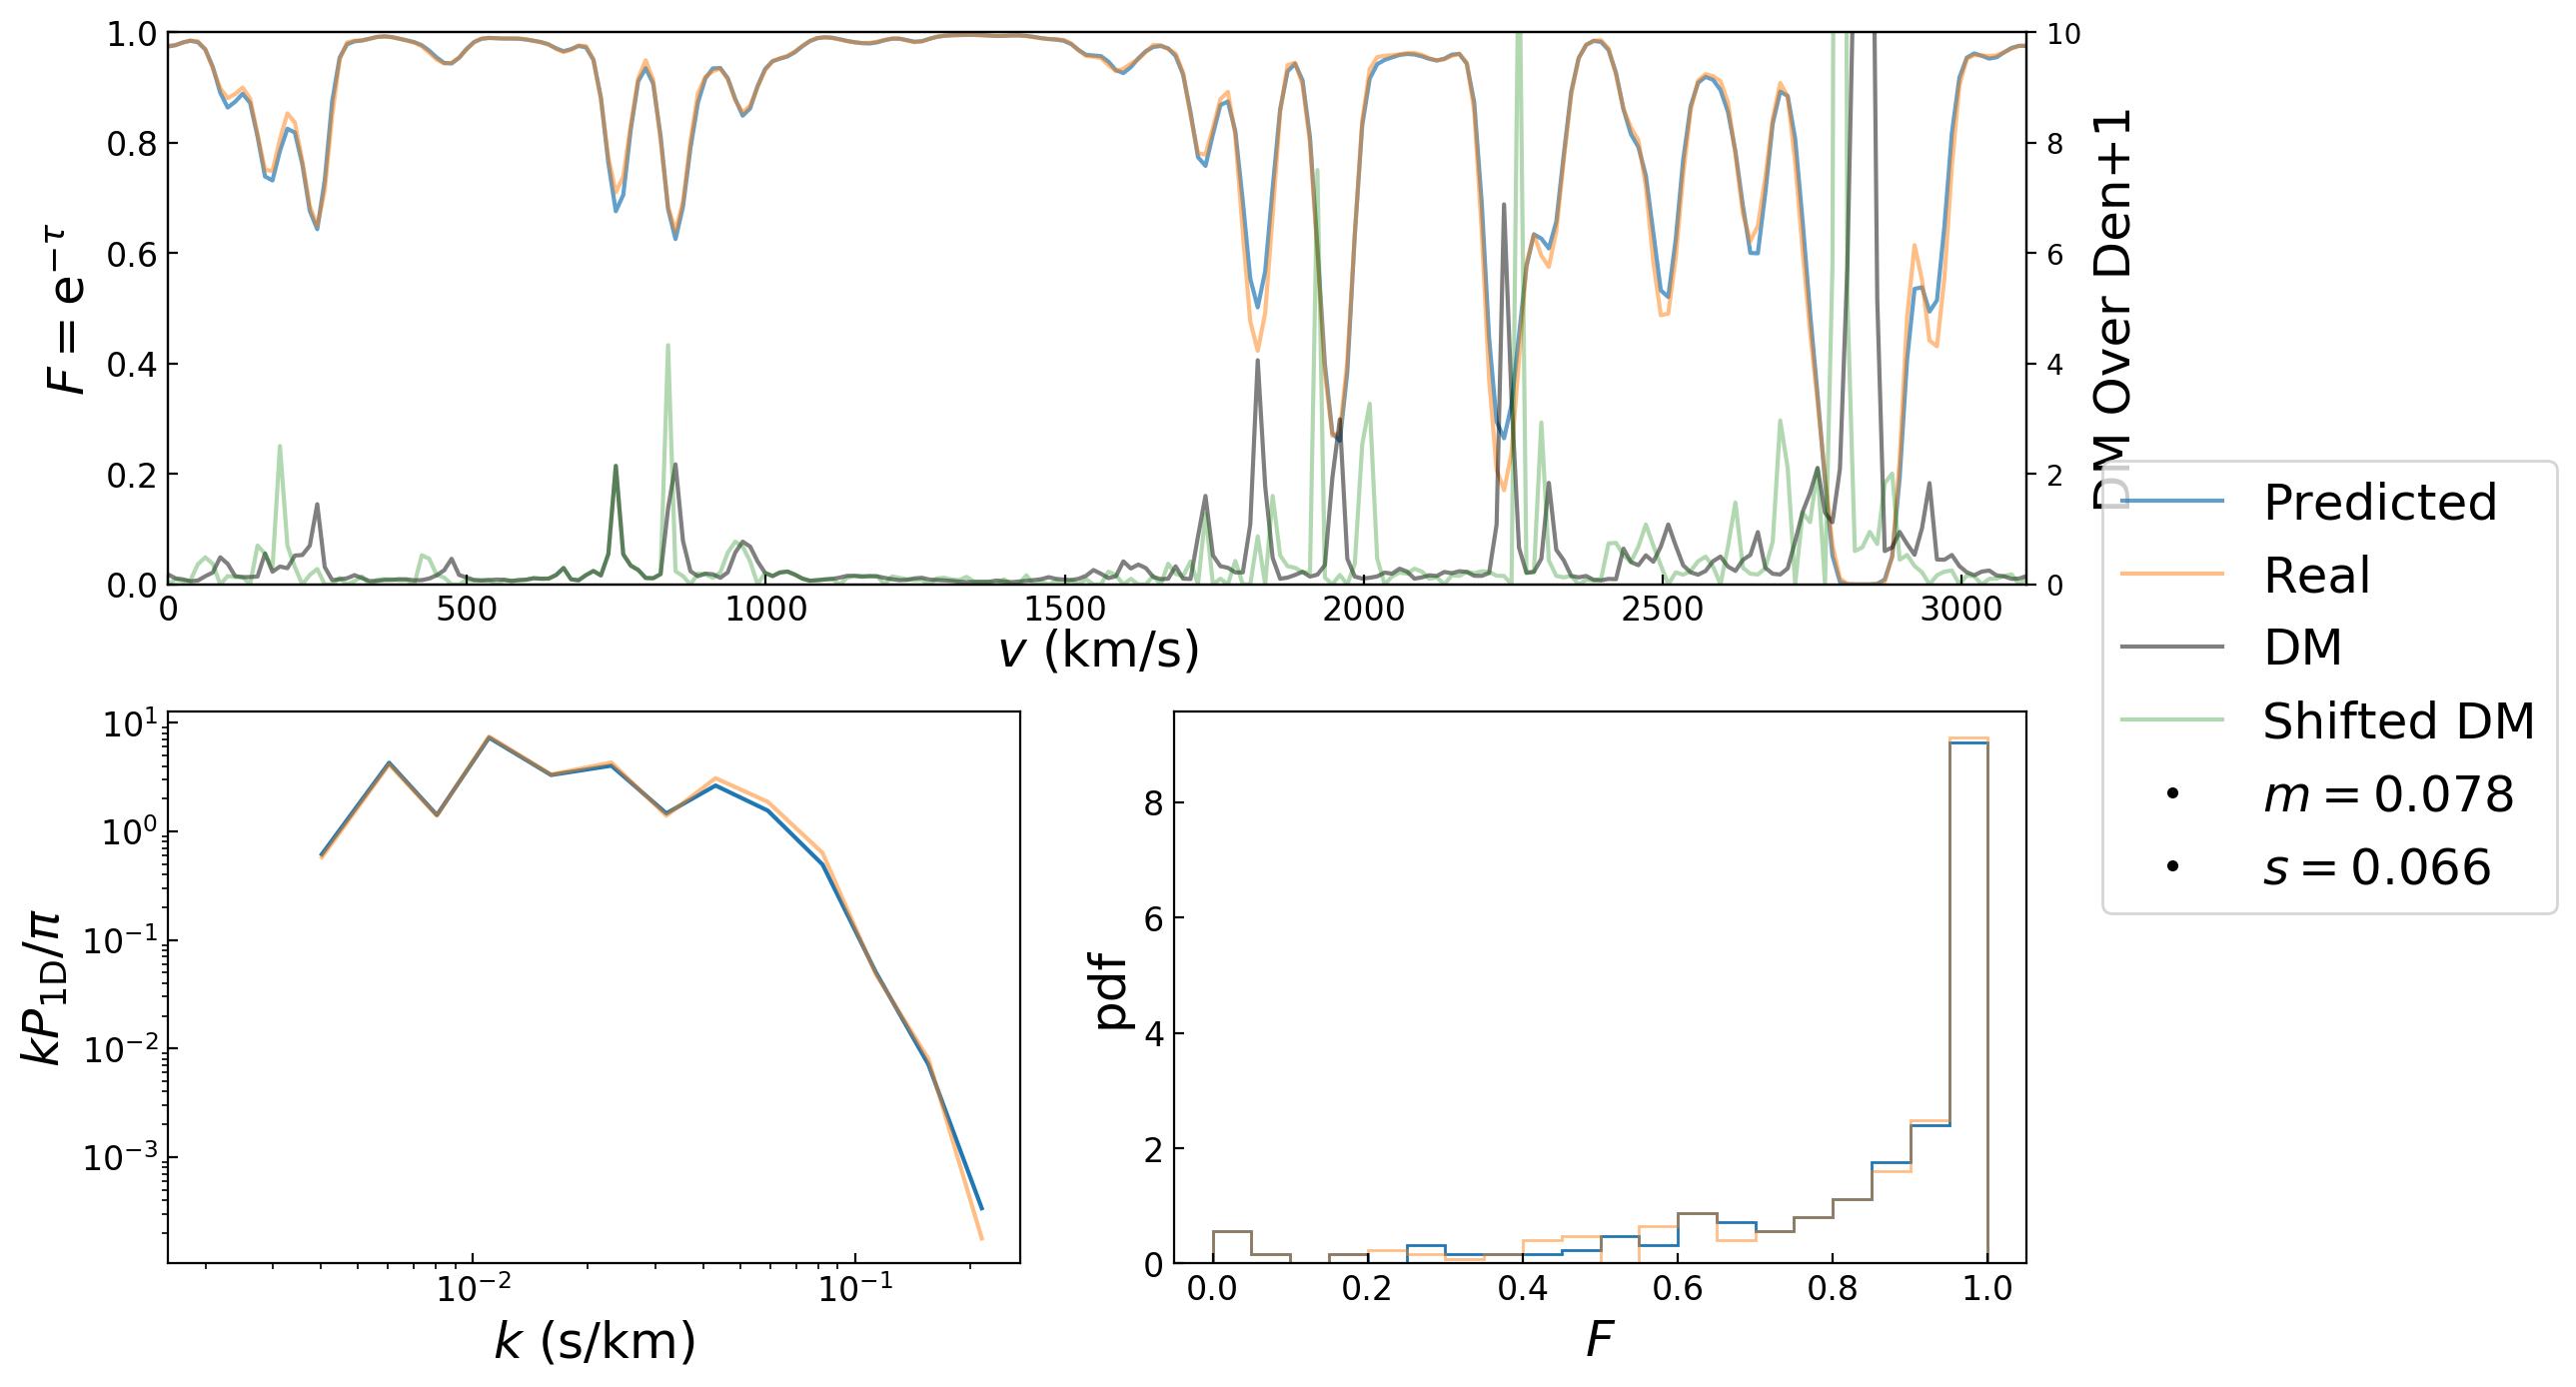 1.0
0.8
0.6
0.4
0.2
0.0
F = e^{−τ}
10
8
6
4
2
0
DM Over Den+1
0 500 1000 1500 2000 2500 3000
v (km/s)
Predicted
Real
DM
Shifted DM
m = 0.078
s = 0.066
10^1
10^0
10^{−1}
10^{−2}
10^{−3}
kP_{1D}/π
10^{−2} 10^{−1}
k (s/km)
8
6
4
2
0
pdf
0.0 0.2 0.4 0.6 0.8 1.0
F